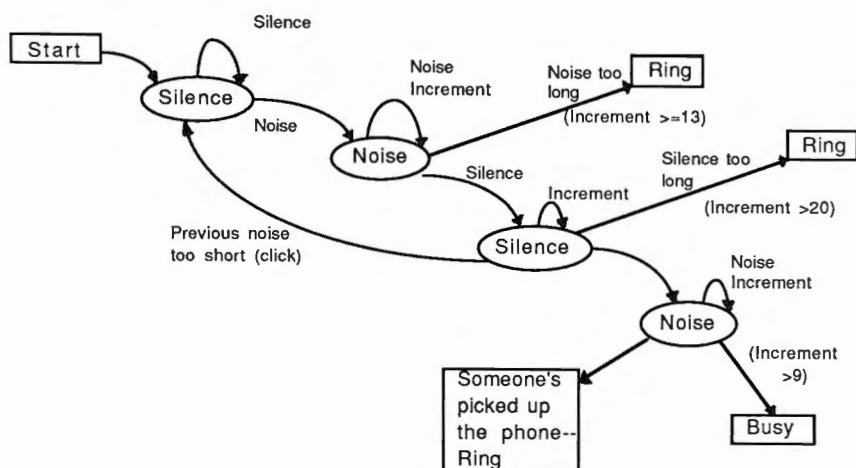 Start
Silence
Silence
Noise
Noise
Increment
Noise
Noise too
long
(Increment >=13)
Ring
Silence
Increment
Silence
Silence too
long
(Increment >20)
Ring
Previous noise
too short (click)
Noise
Increment
Noise
(Increment
>9)
Someone's
picked up
the phone--
Ring
Busy